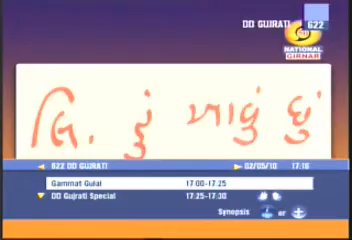 DD GUJRATI
622
NATIONAL
GIRNAR
લિ. હું ખાવું છું
622 DD GUJRATI 02/05/10 17:18
Gammat Gulal 17:00-17:25
DD Gujrati Special 17:25-17:30
Synopsis or